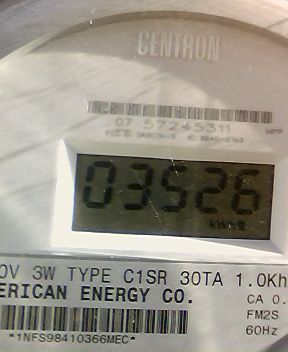 CENTRON
07 57245311
03526
kWh
0V 3W TYPE C1SR 30TA 1.0Kh
ERICAN ENERGY CO. CA 0.
FM2S
*1NFS98410366MEC* 60Hz